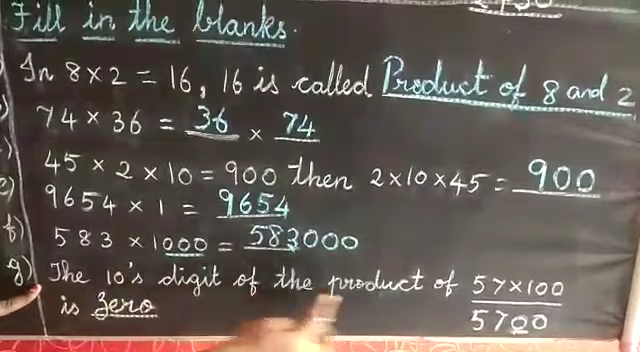 Fill in the blanks.
In 8 × 2 = 16, 16 is called Product of 8 and 2
74 × 36 = 36 × 74
45 × 2 × 10 = 900 then 2×10×45 = 900
e) 9654 × 1 = 9654
f) 583 × 1000 = 583000
g) The 10's digit of the product of 57×100
is zero 5700